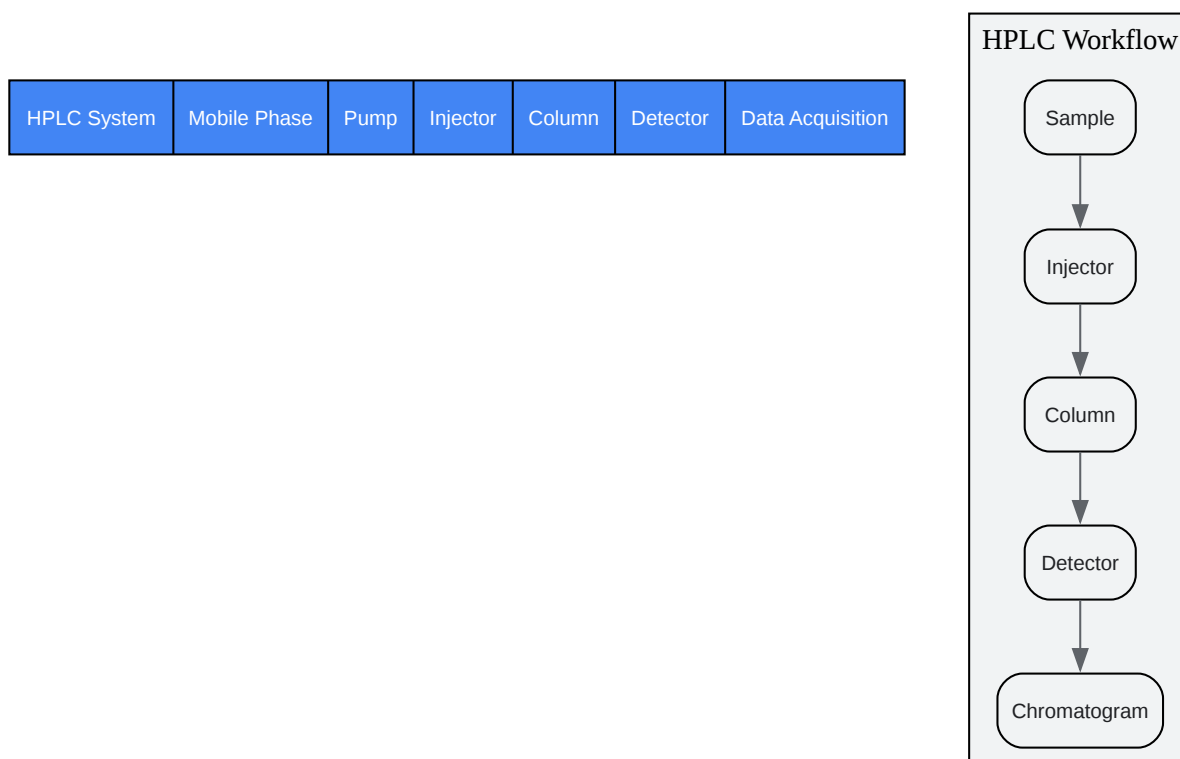 HPLC Workflow
HPLC System Mobile Phase Pump Injector Column Detector Data Acquisition
Sample
Injector
Column
Detector
Chromatogram